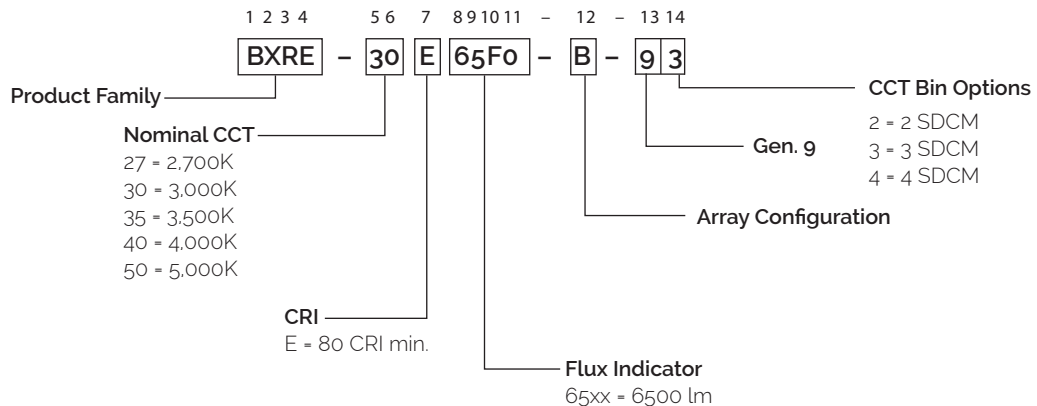 1 2 3 4 5 6 7 8 9 10 11 – 12 – 13 14
BXRE – 30 E 65F0 – B – 9 3
Product Family
CCT Bin Options
2 = 2 SDCM
3 = 3 SDCM
4 = 4 SDCM
Nominal CCT
27 = 2,700K
30 = 3,000K
35 = 3,500K
40 = 4,000K
50 = 5,000K
Gen. 9
Array Configuration
CRI
E = 80 CRI min.
Flux Indicator
65xx = 6500 lm